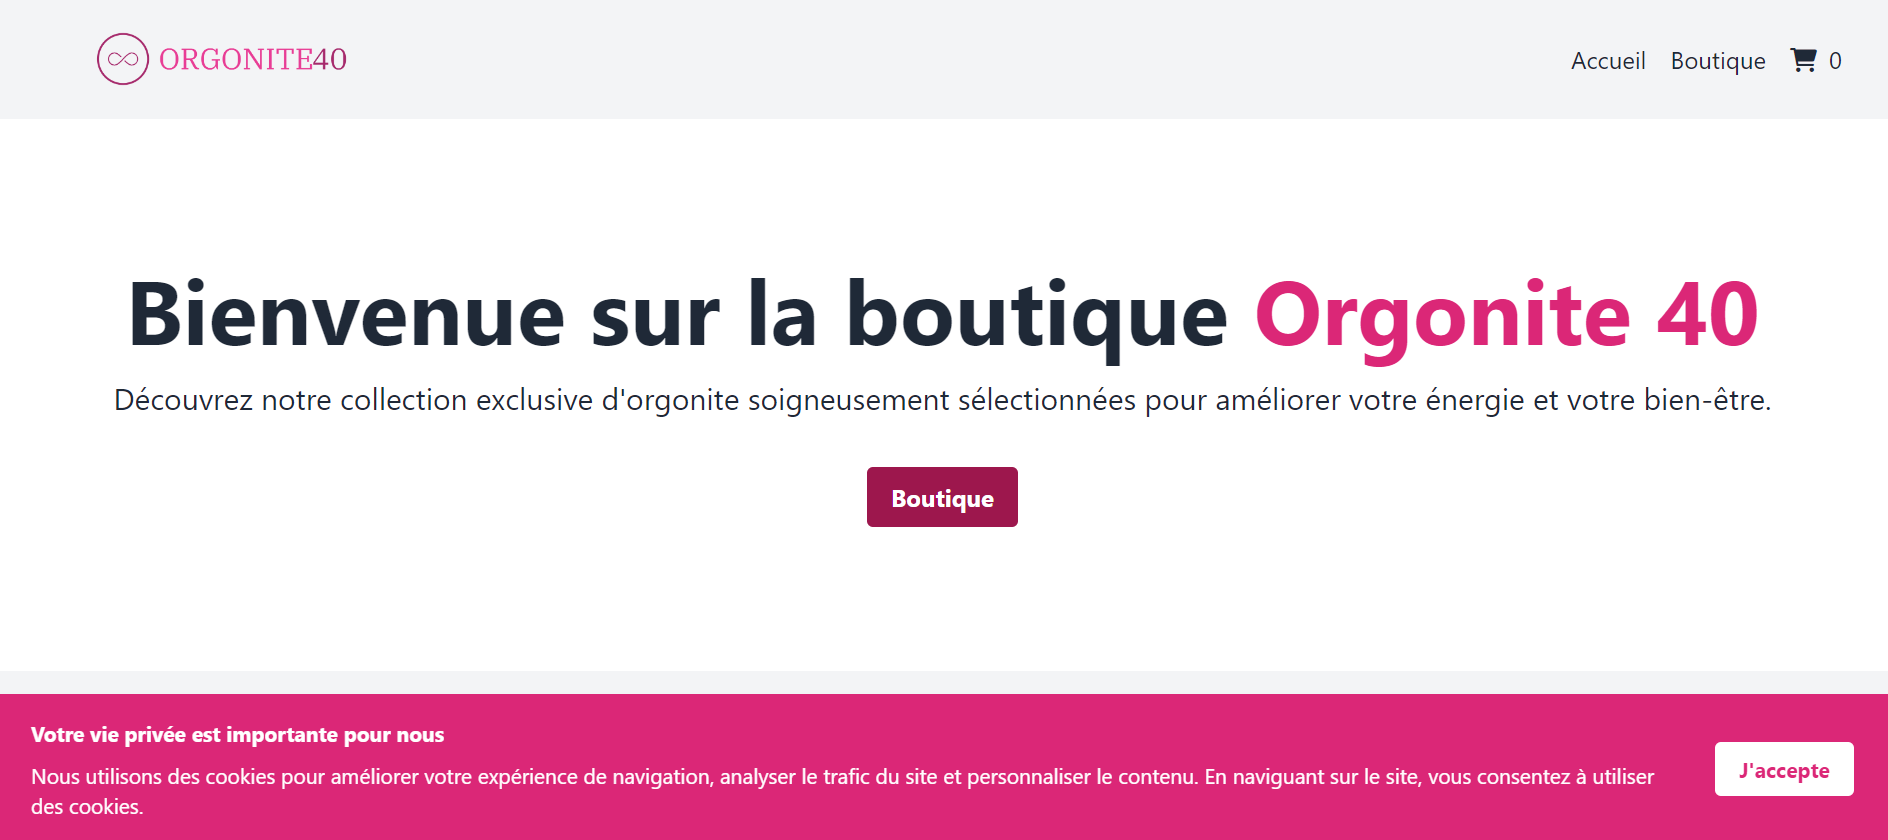 ORGONITE40
Accueil Boutique 0
Bienvenue sur la boutique Orgonite 40
Découvrez notre collection exclusive d'orgonite soigneusement sélectionnées pour améliorer votre énergie et votre bien-être.
Boutique
Votre vie privée est importante pour nous
Nous utilisons des cookies pour améliorer votre expérience de navigation, analyser le trafic du site et personnaliser le contenu. En naviguant sur le site, vous consentez à utiliser
des cookies.
J'accepte